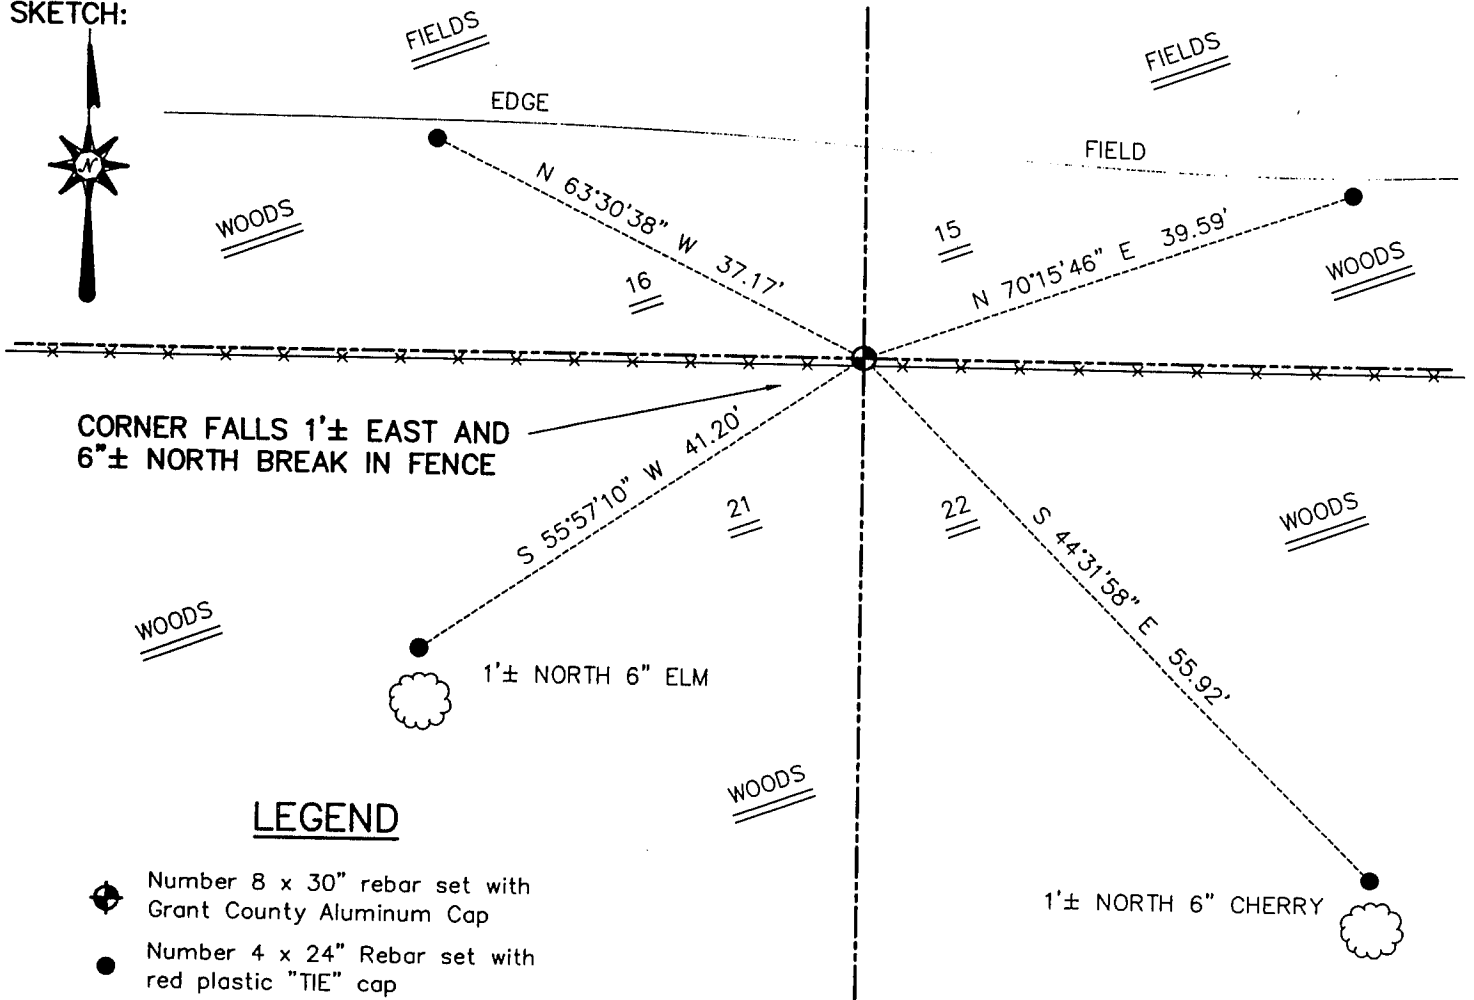 SKETCH:
FIELDS
FIELDS
EDGE
FIELD
N
WOODS
N 63°30'38" W 37.17'
15
N 70°15'46" E 39.59'
WOODS
16
CORNER FALLS 1'± EAST AND
6"± NORTH BREAK IN FENCE
S 55°57'10" W 41.20'
21
22
S 44°31'58" E 55.92'
WOODS
WOODS
1'± NORTH 6" ELM
WOODS
LEGEND
Number 8 x 30" rebar set with
Grant County Aluminum Cap
Number 4 x 24" Rebar set with
red plastic "TIE" cap
1'± NORTH 6" CHERRY